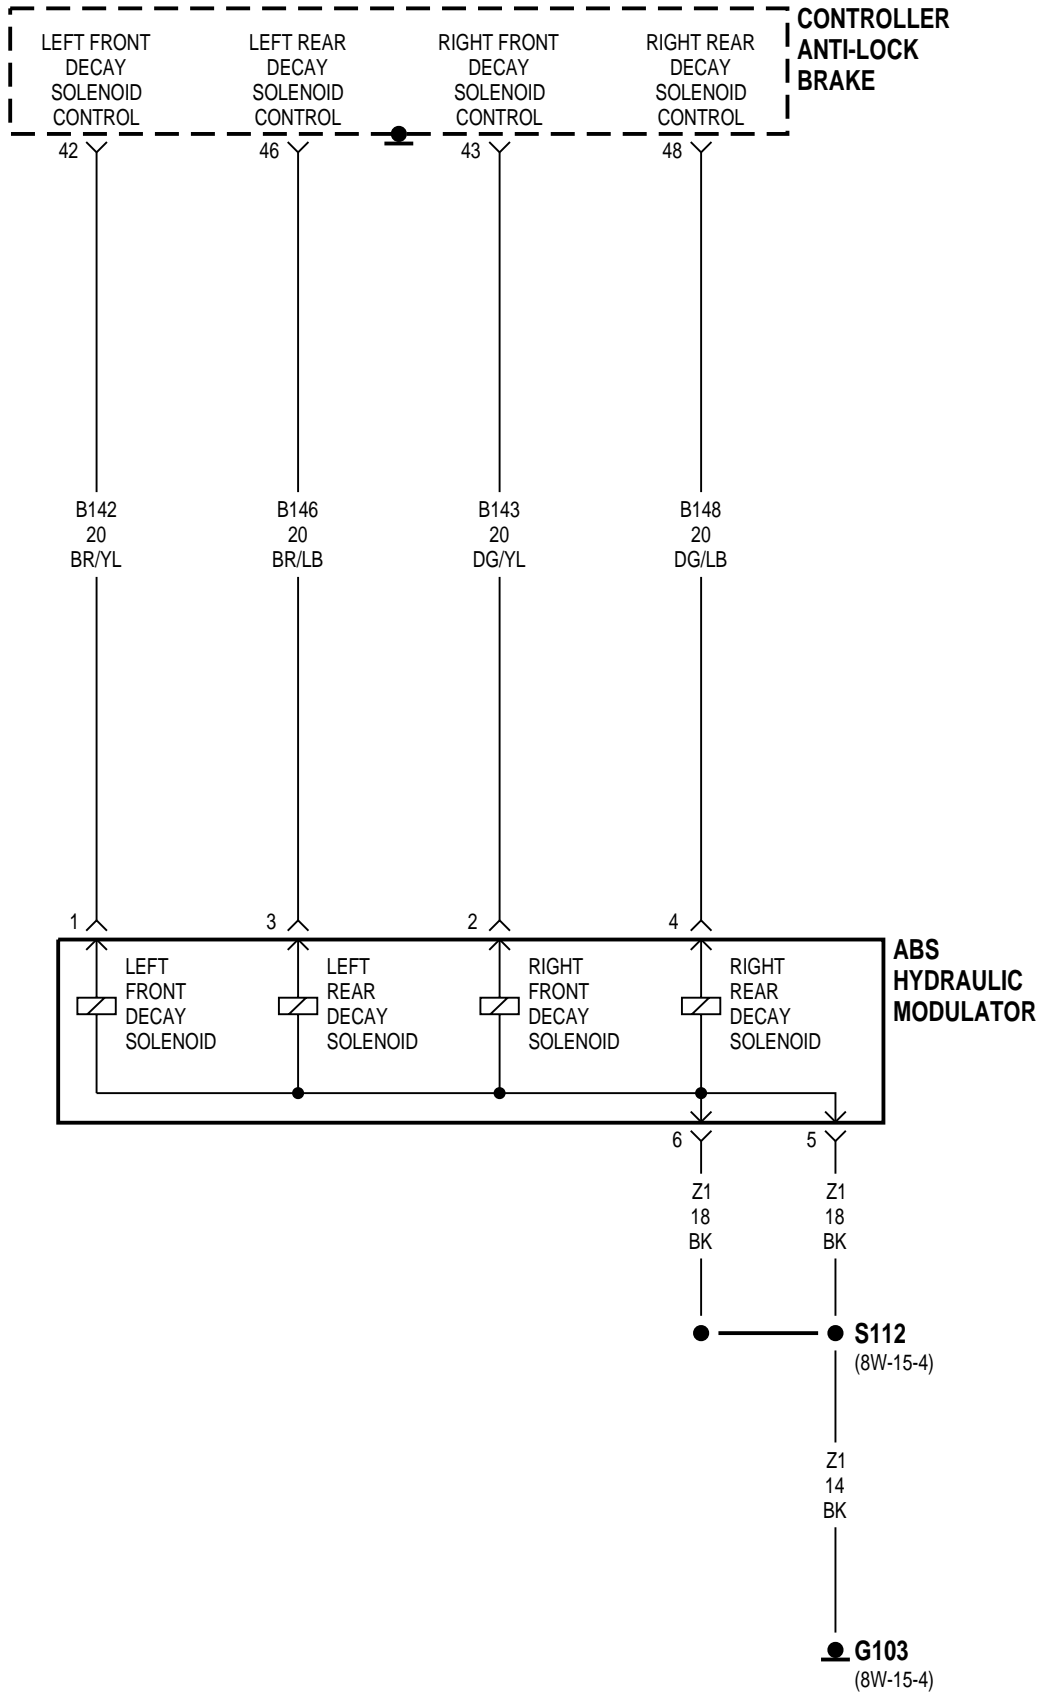 CONTROLLER
ANTI-LOCK
BRAKE
LEFT FRONT
DECAY
SOLENOID
CONTROL
LEFT REAR
DECAY
SOLENOID
CONTROL
RIGHT FRONT
DECAY
SOLENOID
CONTROL
RIGHT REAR
DECAY
SOLENOID
CONTROL
42
46
43
48
B142
20
BR/YL
B146
20
BR/LB
B143
20
DG/YL
B148
20
DG/LB
1
3
2
4
ABS
HYDRAULIC
MODULATOR
LEFT
FRONT
DECAY
SOLENOID
LEFT
REAR
DECAY
SOLENOID
RIGHT
FRONT
DECAY
SOLENOID
RIGHT
REAR
DECAY
SOLENOID
6
5
Z1
18
BK
Z1
18
BK
S112
(8W-15-4)
Z1
14
BK
G103
(8W-15-4)